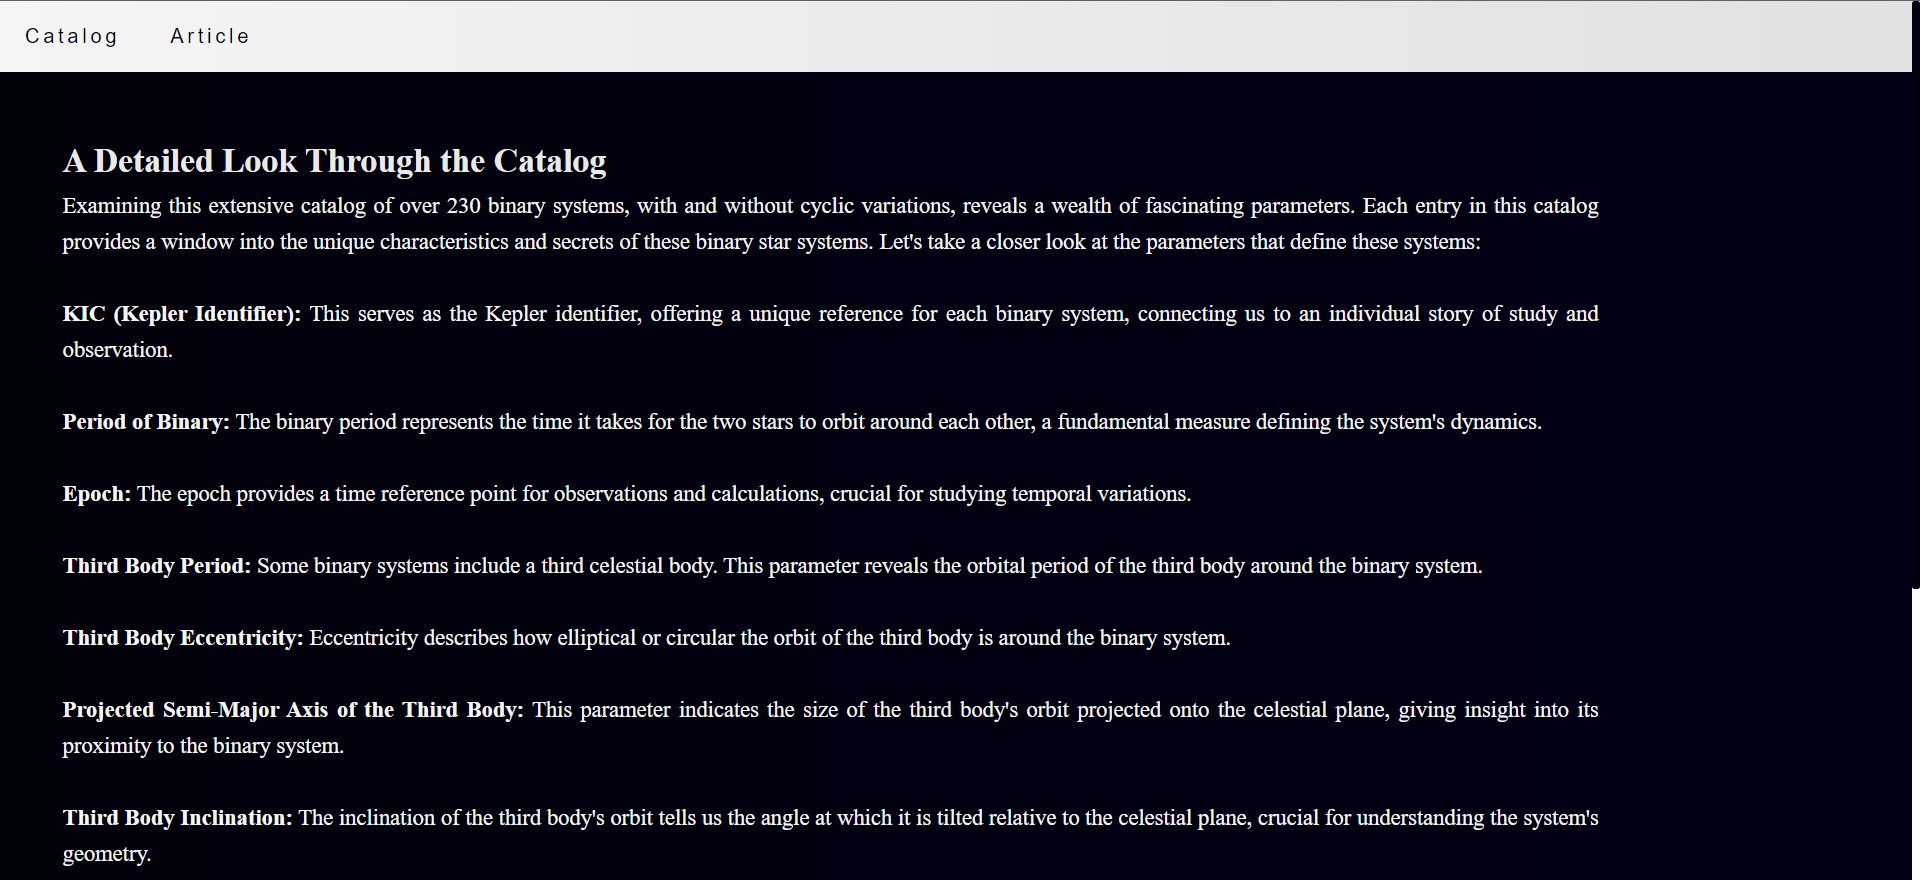 Catalog Article
A Detailed Look Through the Catalog
Examining this extensive catalog of over 230 binary systems, with and without cyclic variations, reveals a wealth of fascinating parameters. Each entry in this catalog
provides a window into the unique characteristics and secrets of these binary star systems. Let's take a closer look at the parameters that define these systems:
KIC (Kepler Identifier): This serves as the Kepler identifier, offering a unique reference for each binary system, connecting us to an individual story of study and
observation.
Period of Binary: The binary period represents the time it takes for the two stars to orbit around each other, a fundamental measure defining the system's dynamics.
Epoch: The epoch provides a time reference point for observations and calculations, crucial for studying temporal variations.
Third Body Period: Some binary systems include a third celestial body. This parameter reveals the orbital period of the third body around the binary system.
Third Body Eccentricity: Eccentricity describes how elliptical or circular the orbit of the third body is around the binary system.
Projected Semi-Major Axis of the Third Body: This parameter indicates the size of the third body's orbit projected onto the celestial plane, giving insight into its
proximity to the binary system.
Third Body Inclination: The inclination of the third body's orbit tells us the angle at which it is tilted relative to the celestial plane, crucial for understanding the system's
geometry.